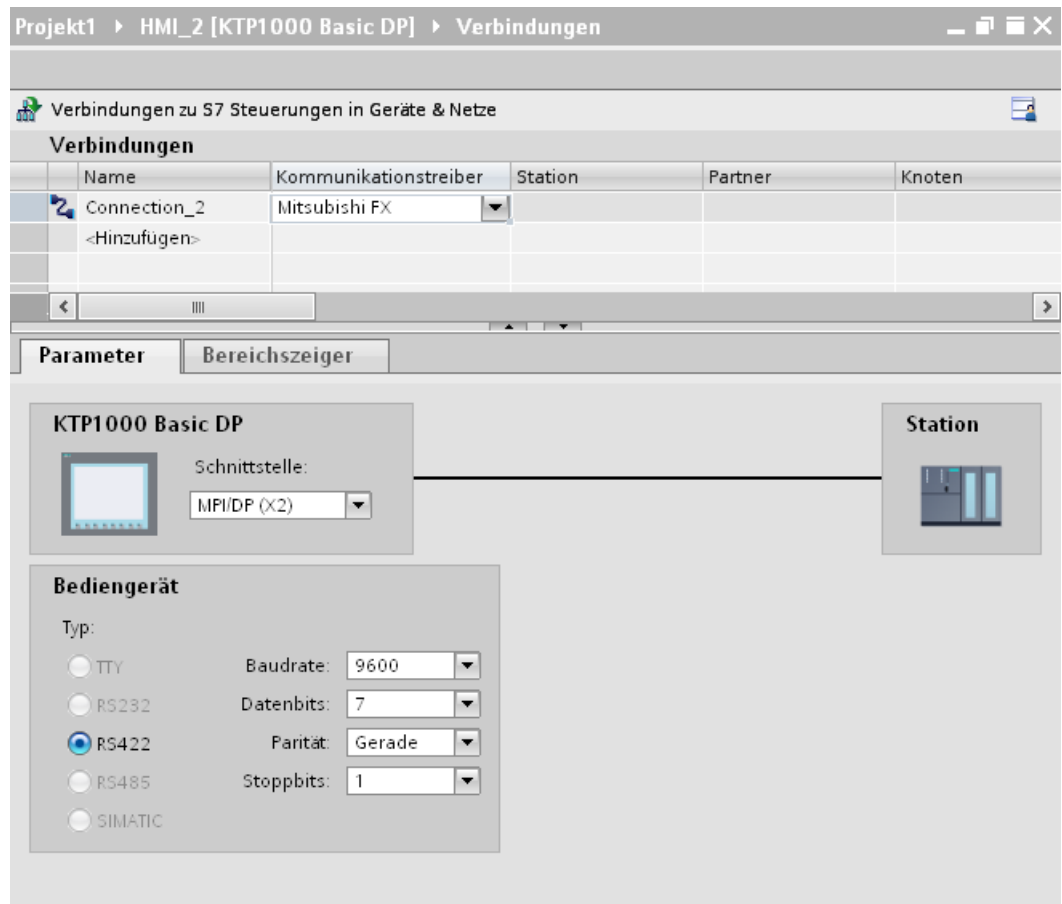 Projekt1 ▸ HMI_2 [KTP1000 Basic DP] ▸ Verbindungen
Verbindungen zu S7 Steuerungen in Geräte & Netze
Verbindungen
Name Kommunikationstreiber Station Partner Knoten
Connection_2 Mitsubishi FX
<Hinzufügen>
Parameter Bereichszeiger
KTP1000 Basic DP
Schnittstelle:
MPI/DP (X2)
Station
Bediengerät
Typ:
TTY Baudrate: 9600
RS232 Datenbits: 7
RS422 Parität: Gerade
RS485 Stoppbits: 1
SIMATIC